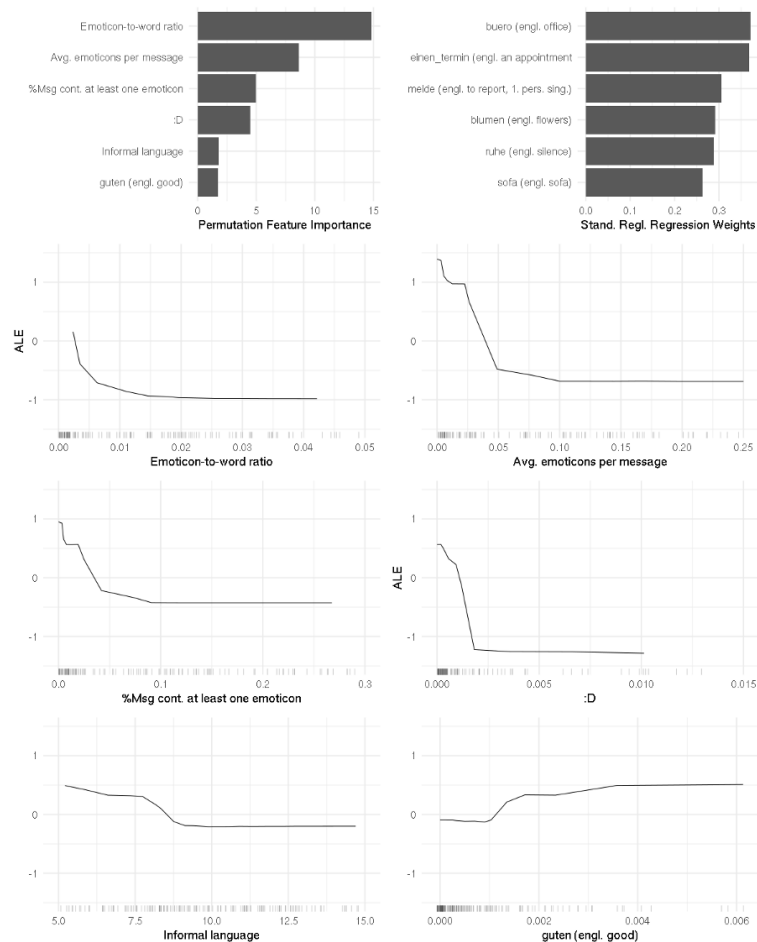 Emoticon-to-word ratio
Avg. emoticons per message
%Msg cont. at least one emoticon
:D
Informal language
guten (engl. good)
0 5 10 15
Permutation Feature Importance
buero (engl. office)
einen_termin (engl. an appointment
melde (engl. to report, 1. pers. sing.)
blumen (engl. flowers)
ruhe (engl. silence)
sofa (engl. sofa)
0.0 0.1 0.2 0.3
Stand. Regl. Regression Weights
ALE
1
0
-1
0.00 0.01 0.02 0.03 0.04 0.05
Emoticon-to-word ratio
1
0
-1
0.00 0.05 0.10 0.15 0.20 0.25
Avg. emoticons per message
1
0
-1
0.0 0.1 0.2 0.3
%Msg cont. at least one emoticon
ALE
1
0
-1
0.000 0.005 0.010 0.015
:D
1
0
-1
5.0 7.5 10.0 12.5 15.0
Informal language
1
0
-1
0.000 0.002 0.004 0.006
guten (engl. good)